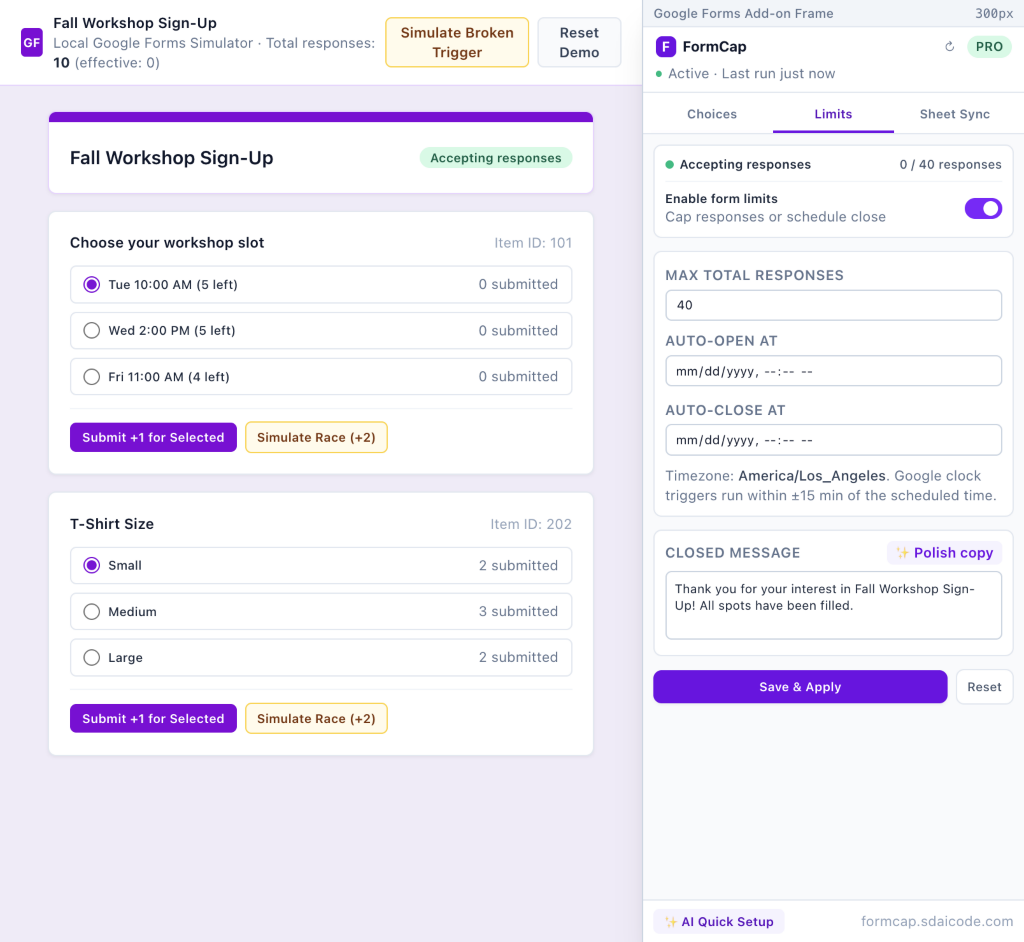 GF
Fall Workshop Sign-Up
Local Google Forms Simulator · Total responses:
10 (effective: 0)
Simulate Broken
Trigger
Reset
Demo
Fall Workshop Sign-Up
Accepting responses
Choose your workshop slot
Item ID: 101
Tue 10:00 AM (5 left)
0 submitted
Wed 2:00 PM (5 left)
0 submitted
Fri 11:00 AM (4 left)
0 submitted
Submit +1 for Selected
Simulate Race (+2)
T-Shirt Size
Item ID: 202
Small
2 submitted
Medium
3 submitted
Large
2 submitted
Submit +1 for Selected
Simulate Race (+2)
Google Forms Add-on Frame
300px
F
FormCap
↻
PRO
Active · Last run just now
Choices
Limits
Sheet Sync
Accepting responses
0 / 40 responses
Enable form limits
Cap responses or schedule close
MAX TOTAL RESPONSES
40
AUTO-OPEN AT
mm/dd/yyyy, --:-- --
AUTO-CLOSE AT
mm/dd/yyyy, --:-- --
Timezone: America/Los_Angeles. Google clock
triggers run within ±15 min of the scheduled time.
CLOSED MESSAGE
✨ Polish copy
Thank you for your interest in Fall Workshop Sign-
Up! All spots have been filled.
Save & Apply
Reset
✨ AI Quick Setup
formcap.sdaicode.com